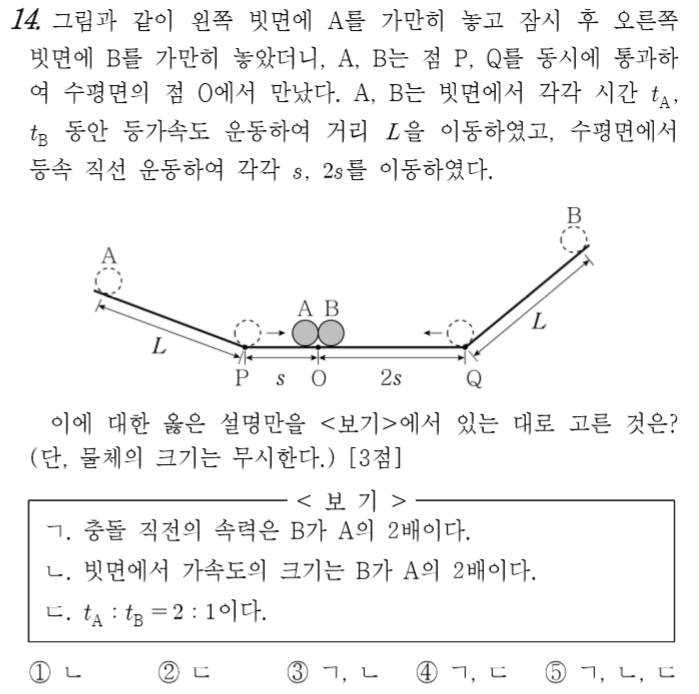 14. 그림과 같이 왼쪽 빗면에 A를 가만히 놓고 잠시 후 오른쪽
빗면에 B를 가만히 놓았더니, A, B는 점 P, Q를 동시에 통과하
여 수평면의 점 O에서 만났다. A, B는 빗면에서 각각 시간 t_A,
t_B 동안 등가속도 운동하여 거리 L을 이동하였고, 수평면에서
등속 직선 운동하여 각각 s, 2s를 이동하였다.
B
A
A B
L
L
P s O 2s Q
이에 대한 옳은 설명만을 <보기>에서 있는 대로 고른 것은?
(단, 물체의 크기는 무시한다.) [3점]
< 보 기 >
ㄱ. 충돌 직전의 속력은 B가 A의 2배이다.
ㄴ. 빗면에서 가속도의 크기는 B가 A의 2배이다.
ㄷ. t_A : t_B = 2 : 1이다.
① ㄴ ② ㄷ ③ ㄱ, ㄴ ④ ㄱ, ㄷ ⑤ ㄱ, ㄴ, ㄷ